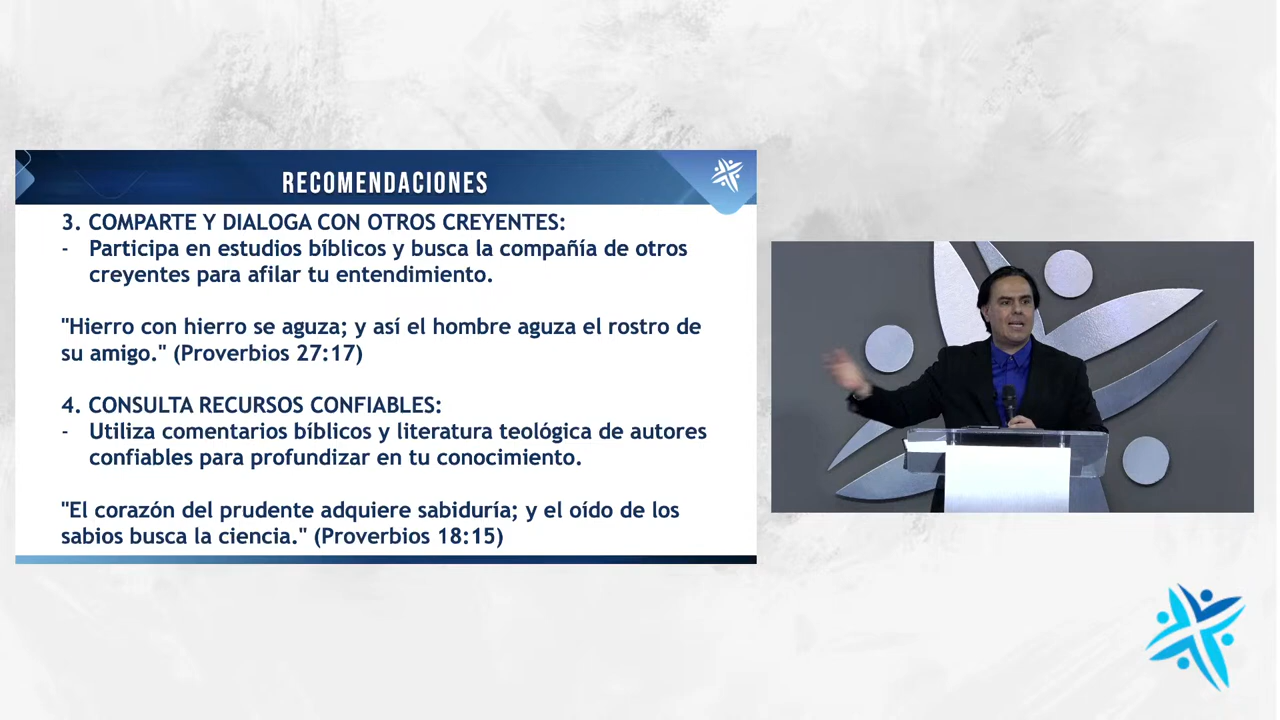 RECOMENDACIONES
3. COMPARTE Y DIALOGA CON OTROS CREYENTES:
- Participa en estudios bíblicos y busca la compañía de otros
creyentes para afilar tu entendimiento.
"Hierro con hierro se aguza; y así el hombre aguza el rostro de
su amigo." (Proverbios 27:17)
4. CONSULTA RECURSOS CONFIABLES:
- Utiliza comentarios bíblicos y literatura teológica de autores
confiables para profundizar en tu conocimiento.
"El corazón del prudente adquiere sabiduría; y el oído de los
sabios busca la ciencia." (Proverbios 18:15)